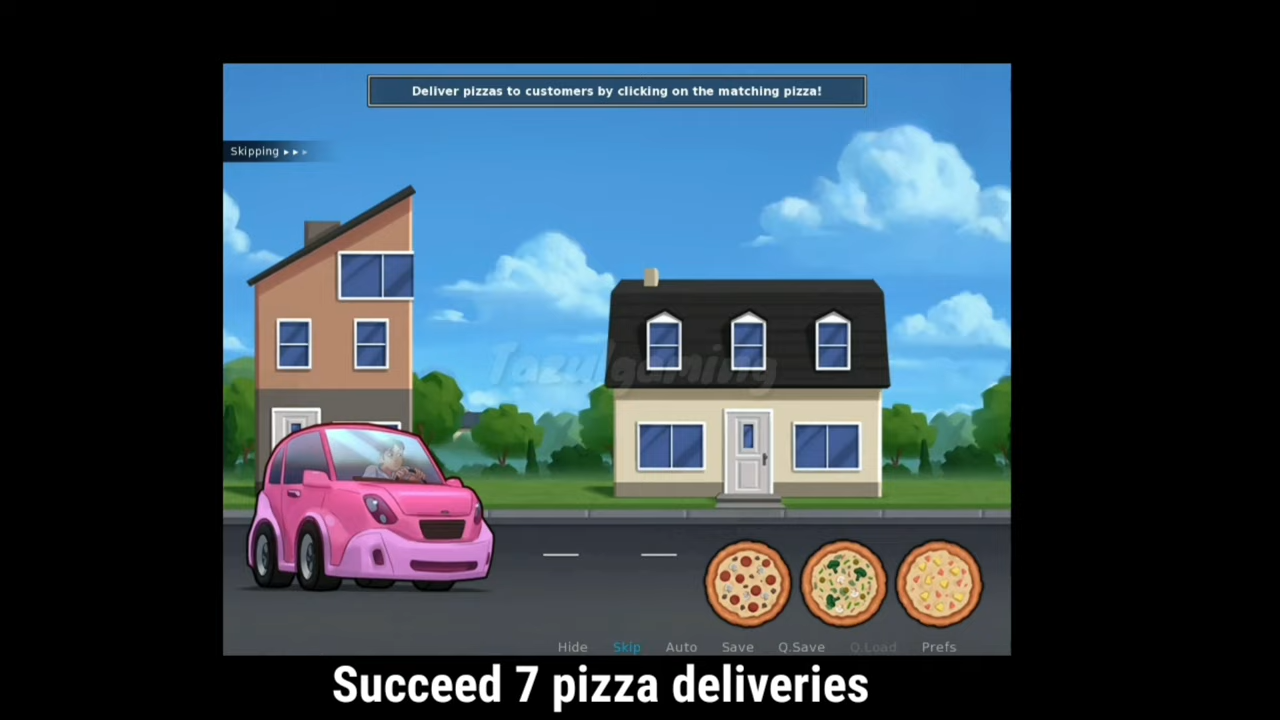 Deliver pizzas to customers by clicking on the matching pizza!
Skipping ▸▸▸
Tazulgaming
Hide Skip Auto Save Q.Save Q.Load Prefs
Succeed 7 pizza deliveries